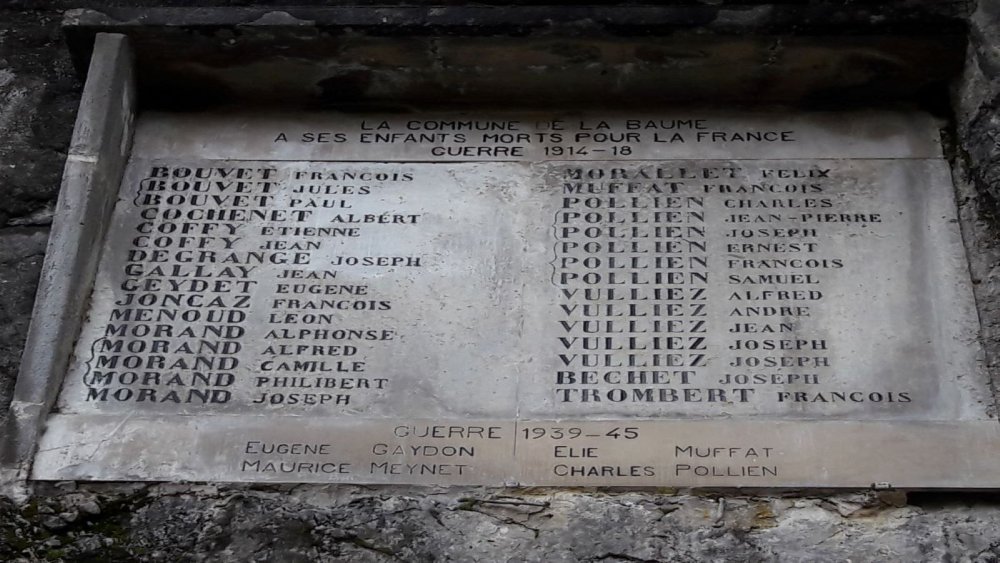 LA COMMUNE DE LA BAUME
A SES ENFANTS MORTS POUR LA FRANCE
GUERRE 1914-18
BOUVET FRANCOIS
BOUVET JULES
BOUVET PAUL
COCHENET ALBERT
COFFY ETIENNE
COFFY JEAN
DEGRANGE JOSEPH
GALLAY JEAN
GEYDET EUGENE
JONCAZ FRANCOIS
MENOUD LEON
MORAND ALPHONSE
MORAND ALFRED
MORAND CAMILLE
MORAND PHILIBERT
MORAND JOSEPH
MORALLET FELIX
MUFFAT FRANCOIS
POLLIEN CHARLES
POLLIEN JEAN-PIERRE
POLLIEN JOSEPH
POLLIEN ERNEST
POLLIEN FRANCOIS
POLLIEN SAMUEL
VULLIEZ ALFRED
VULLIEZ ANDRE
VULLIEZ JEAN
VULLIEZ JOSEPH
VULLIEZ JOSEPH
BECHET JOSEPH
TROMBERT FRANCOIS
GUERRE 1939-45
EUGENE GAYDON
MAURICE MEYNET
ELIE MUFFAT
CHARLES POLLIEN